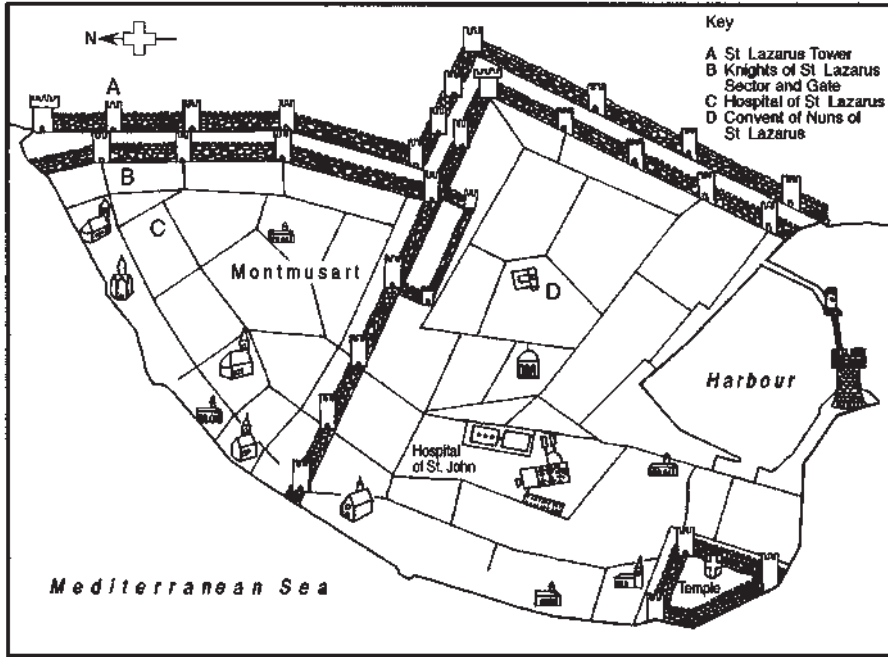 N
Key
A St Lazarus Tower
B Knights of St Lazarus
Sector and Gate
C Hospital of St Lazarus
D Convent of Nuns of
St Lazarus
A
B
C
Montmusart
D
Harbour
Hospital
of St. John
Mediterranean Sea
Temple